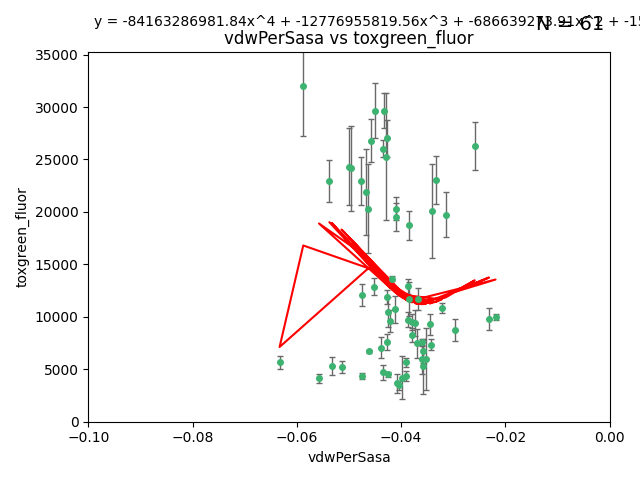 y = -84163286981.84x^4 + -12776955819.56x^3 +
N = 61
vdwPerSasa vs toxgreen_fluor
35000
30000
25000
20000
15000
10000
5000
0
toxgreen_fluor
−0.10 −0.08 −0.06 −0.04 −0.02 0.00
vdwPerSasa